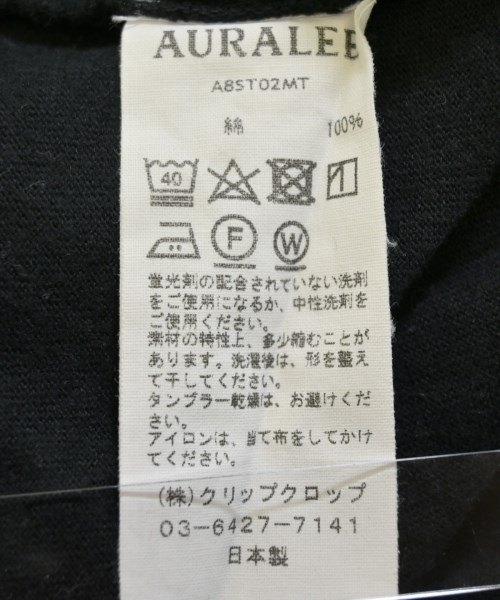 AURALEE
A8ST02MT
綿 100%
40
F W
蛍光剤の配合されていない洗剤
をご使用になるか、中性洗剤を
ご使用ください。
素材の特性上、多少縮むことが
あります。洗濯後は、形を整え
て干してください。
タンブラー乾燥は、お避けくだ
さい。
アイロンは、当て布をしてかけ
てください。
(株)クリップクロップ
03-6427-7141
日本製